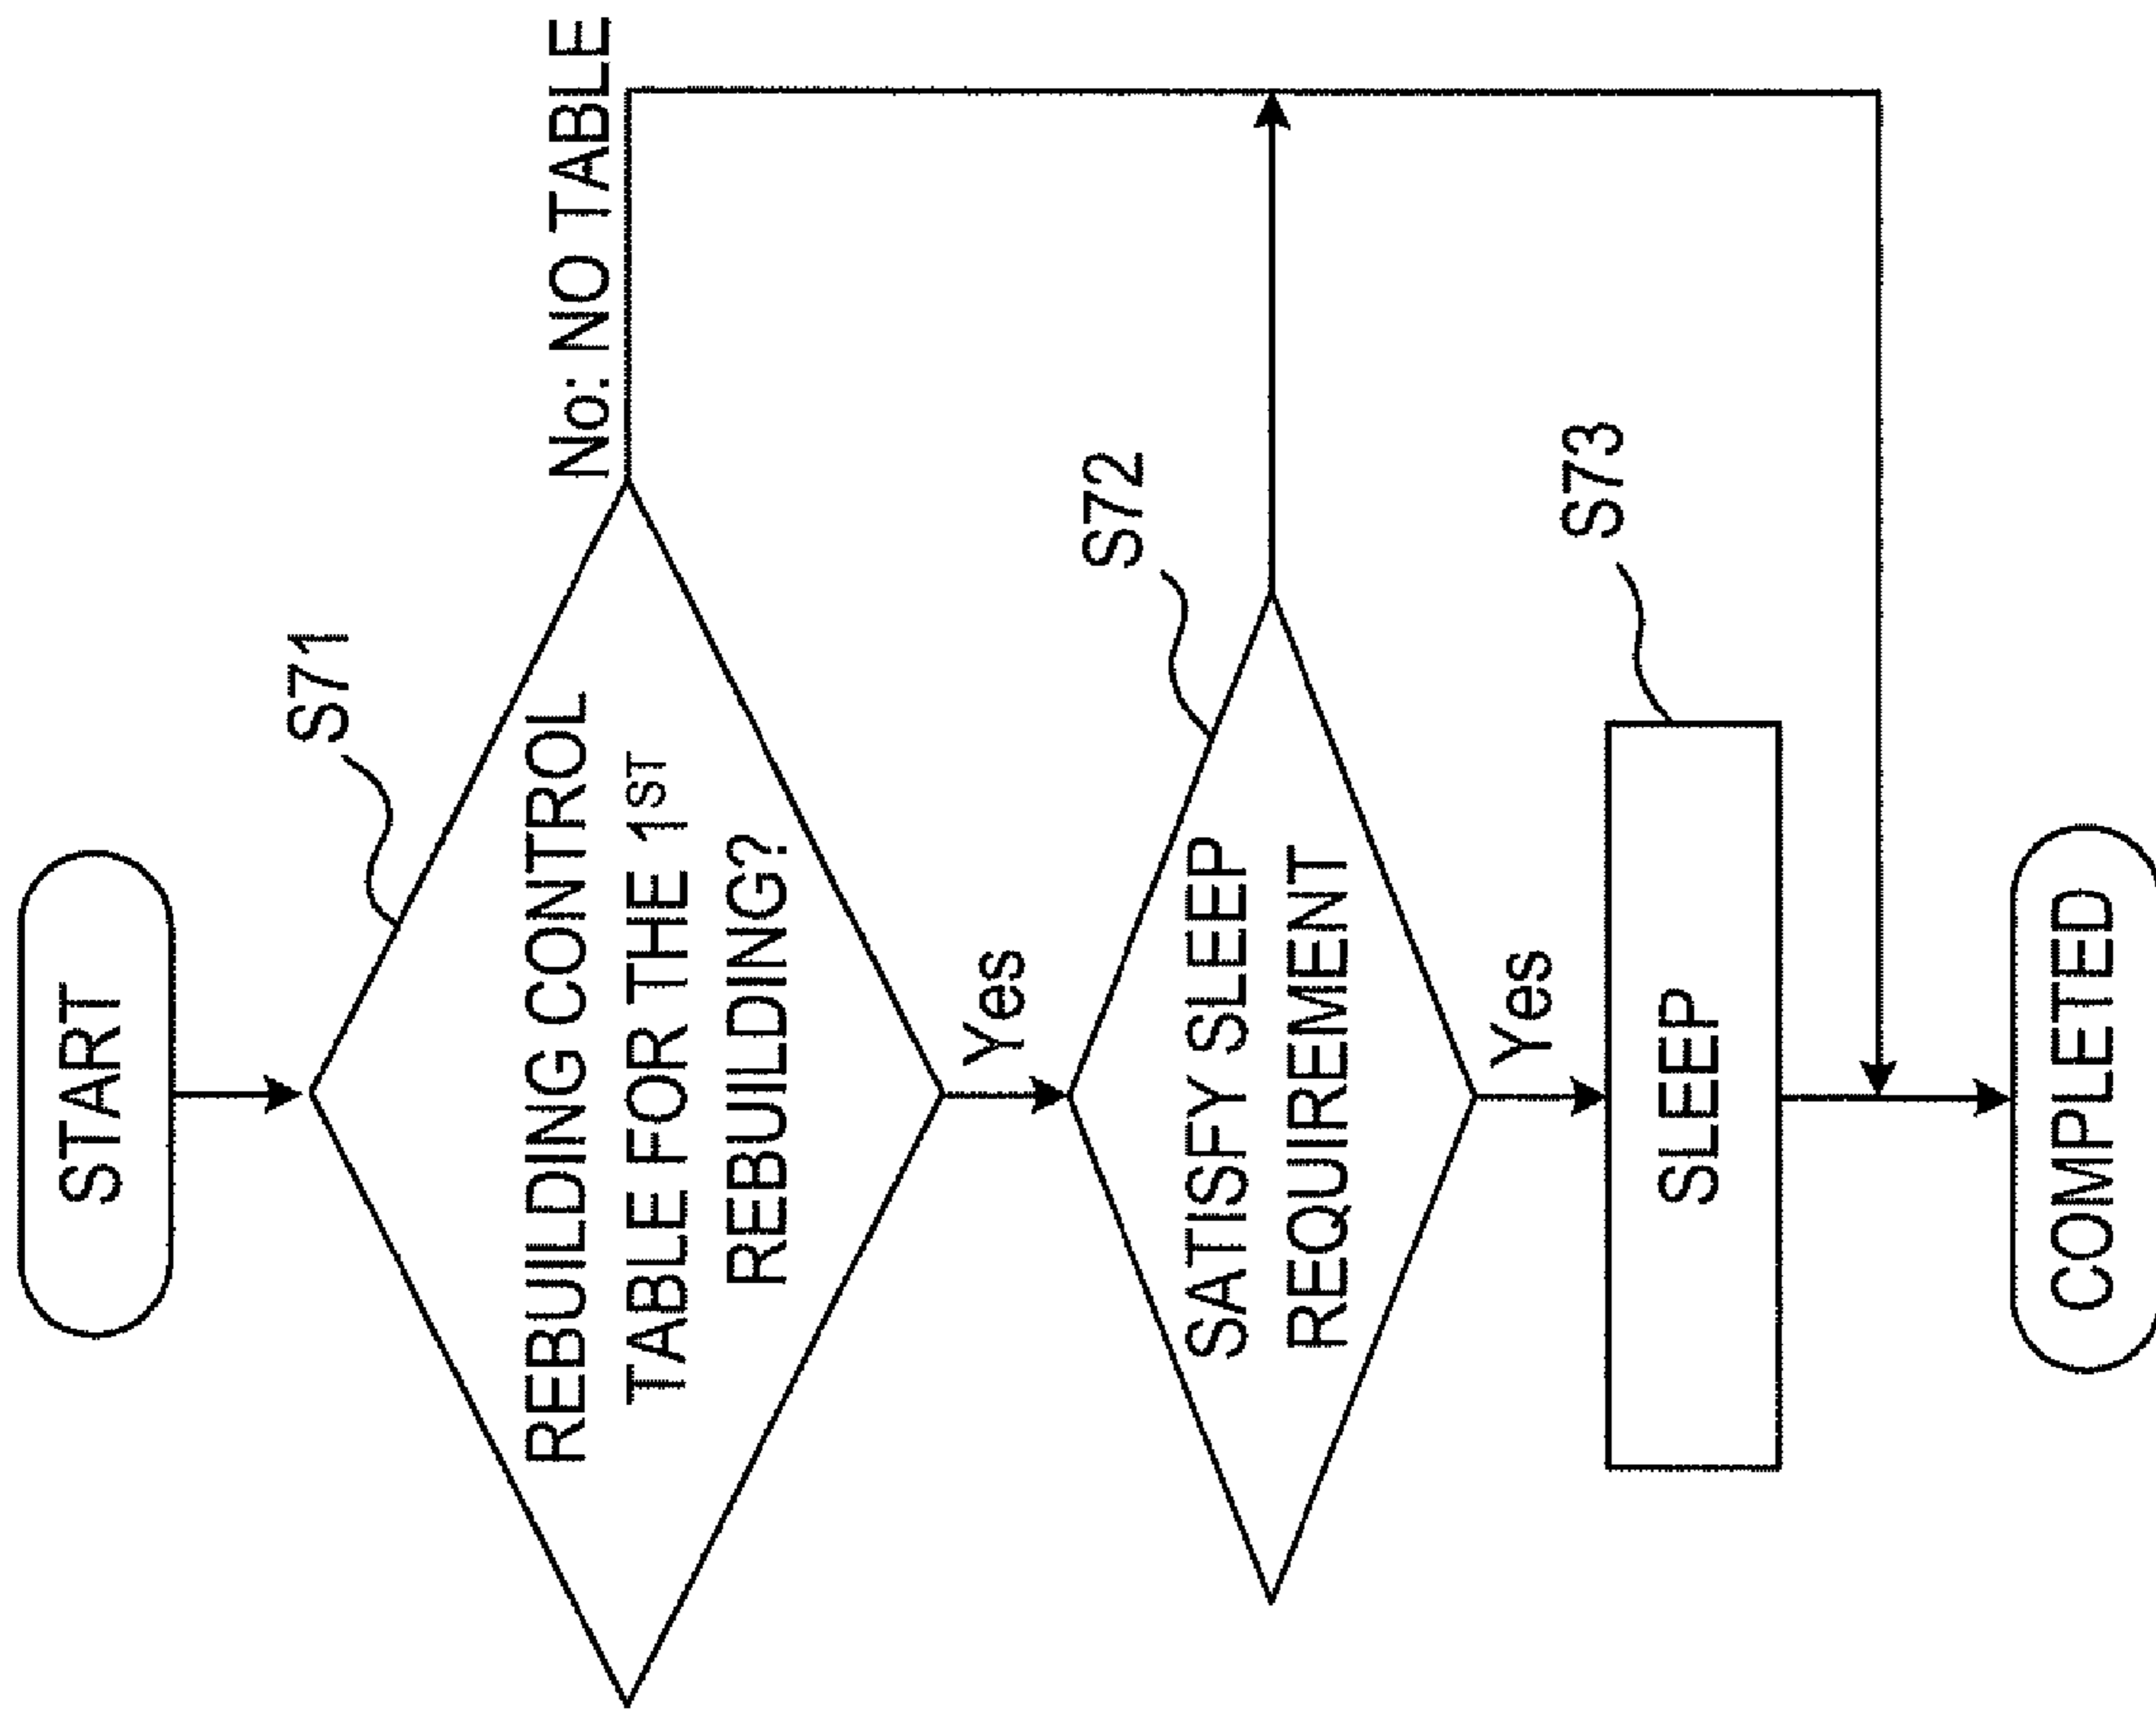 START
S71
REBUILDING CONTROL
TABLE FOR THE 1ST
REBUILDING?
No: NO TABLE
Yes
S72
SATISFY SLEEP
REQUIREMENT
Yes
S73
SLEEP
COMPLETED